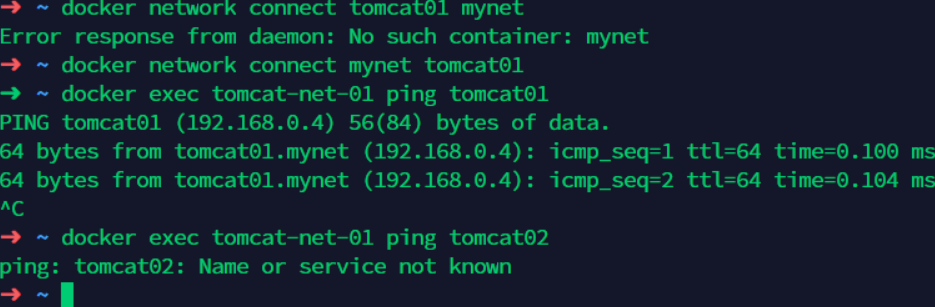 ➜ ~ docker network connect tomcat01 mynet
Error response from daemon: No such container: mynet
➜ ~ docker network connect mynet tomcat01
➜ ~ docker exec tomcat-net-01 ping tomcat01
PING tomcat01 (192.168.0.4) 56(84) bytes of data.
64 bytes from tomcat01.mynet (192.168.0.4): icmp_seq=1 ttl=64 time=0.100 ms
64 bytes from tomcat01.mynet (192.168.0.4): icmp_seq=2 ttl=64 time=0.104 ms
^C
➜ ~ docker exec tomcat-net-01 ping tomcat02
ping: tomcat02: Name or service not known
➜ ~